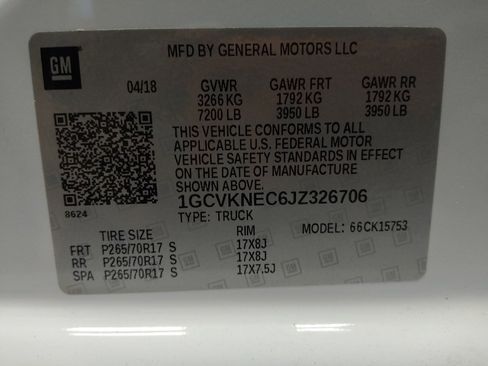 GM
MFD BY GENERAL MOTORS LLC
04/18 GVWR GAWR FRT GAWR RR
3266 KG 1792 KG 1792 KG
7200 LB 3950 LB 3950 LB
THIS VEHICLE CONFORMS TO ALL
APPLICABLE U.S. FEDERAL MOTOR
VEHICLE SAFETY STANDARDS IN EFFECT
ON THE DATE OF MANUFACTURE
SHOWN ABOVE.
8624
1GCVKNEC6JZ326706
TYPE: TRUCK MODEL: 66CK15753
TIRE SIZE RIM
FRT P265/70R17 S 17X8J
RR P265/70R17 S 17X8J
SPA P265/70R17 S 17X7.5J